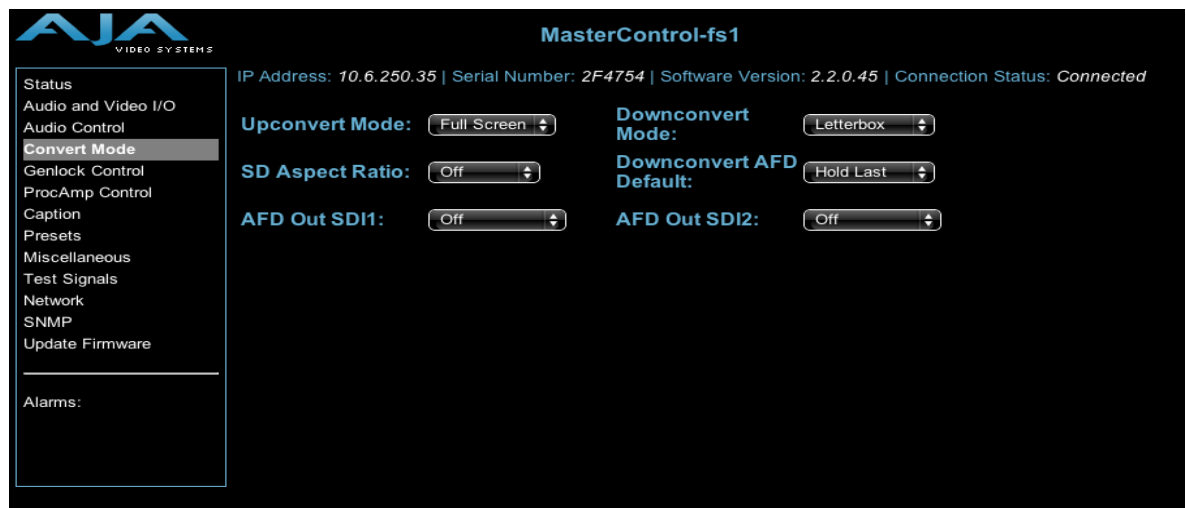 AJA
VIDEO SYSTEMS
MasterControl-fs1
IP Address: 10.6.250.35 | Serial Number: 2F4754 | Software Version: 2.2.0.45 | Connection Status: Connected
Status
Audio and Video I/O
Audio Control
Convert Mode
Genlock Control
ProcAmp Control
Caption
Presets
Miscellaneous
Test Signals
Network
SNMP
Update Firmware
Alarms:
Upconvert Mode: Full Screen
Downconvert
Mode: Letterbox
SD Aspect Ratio: Off
Downconvert AFD
Default: Hold Last
AFD Out SDI1: Off
AFD Out SDI2: Off